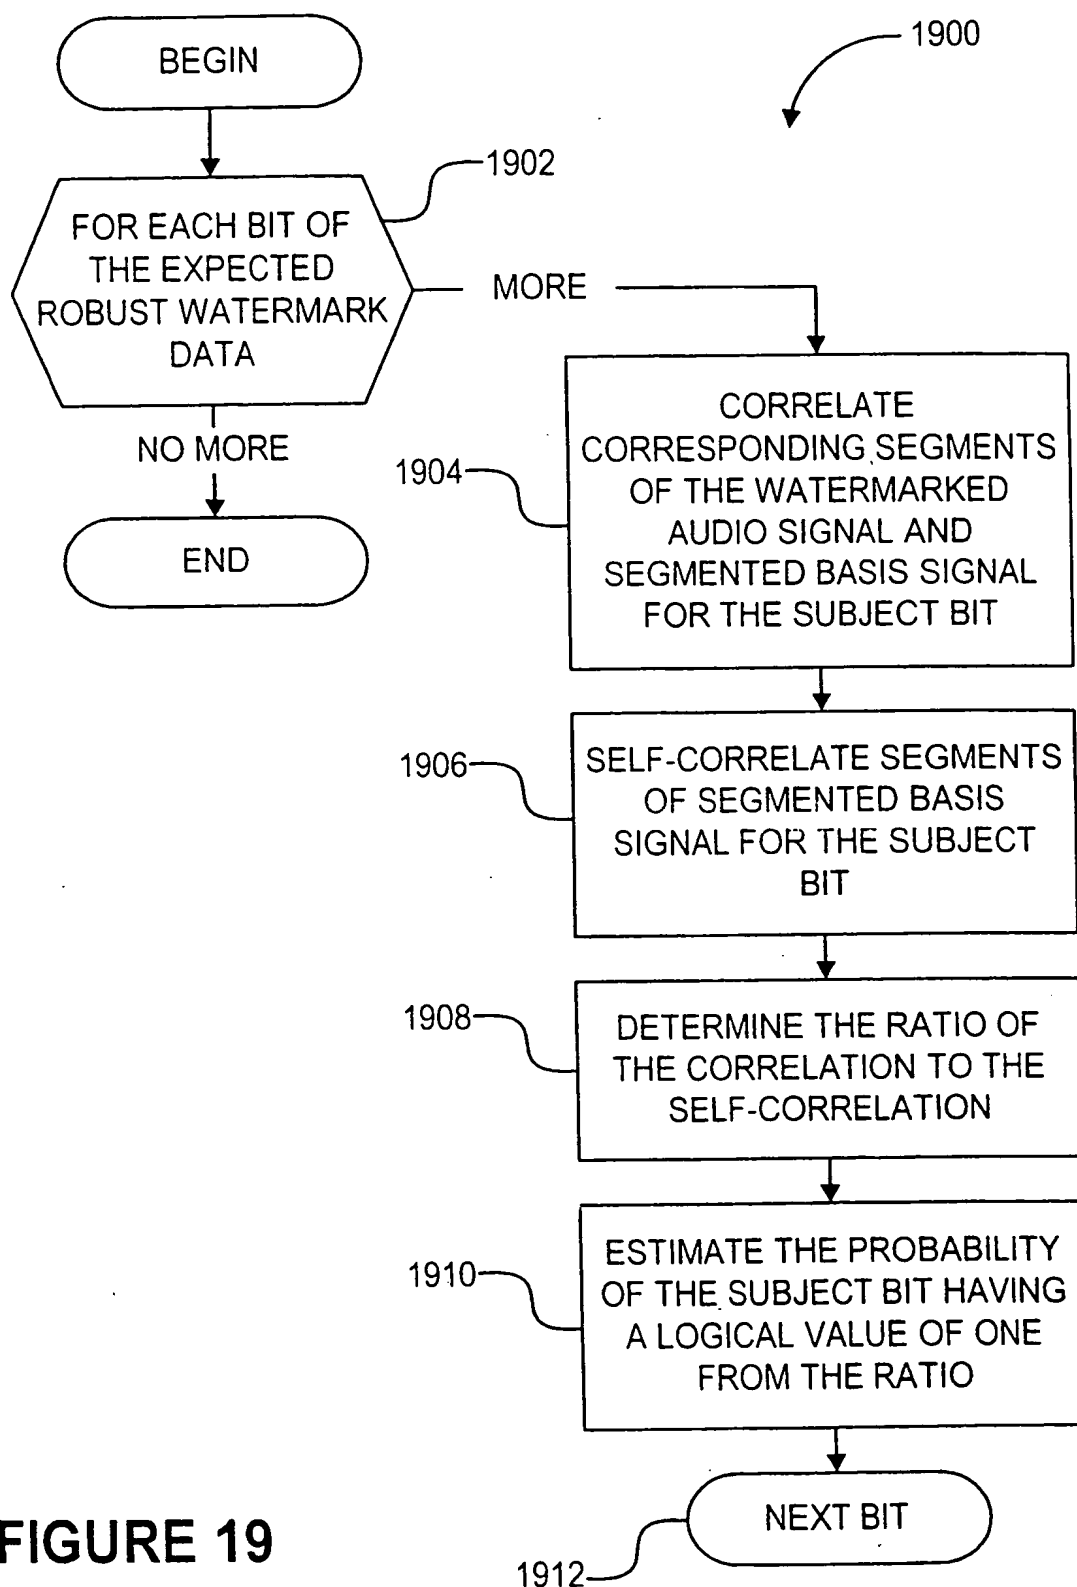 BEGIN
1900
1902
FOR EACH BIT OF
THE EXPECTED
ROBUST WATERMARK
DATA
MORE
NO MORE
END
1904
CORRELATE
CORRESPONDING SEGMENTS
OF THE WATERMARKED
AUDIO SIGNAL AND
SEGMENTED BASIS SIGNAL
FOR THE SUBJECT BIT
1906
SELF-CORRELATE SEGMENTS
OF SEGMENTED BASIS
SIGNAL FOR THE SUBJECT
BIT
1908
DETERMINE THE RATIO OF
THE CORRELATION TO THE
SELF-CORRELATION
1910
ESTIMATE THE PROBABILITY
OF THE SUBJECT BIT HAVING
A LOGICAL VALUE OF ONE
FROM THE RATIO
NEXT BIT
1912
FIGURE 19